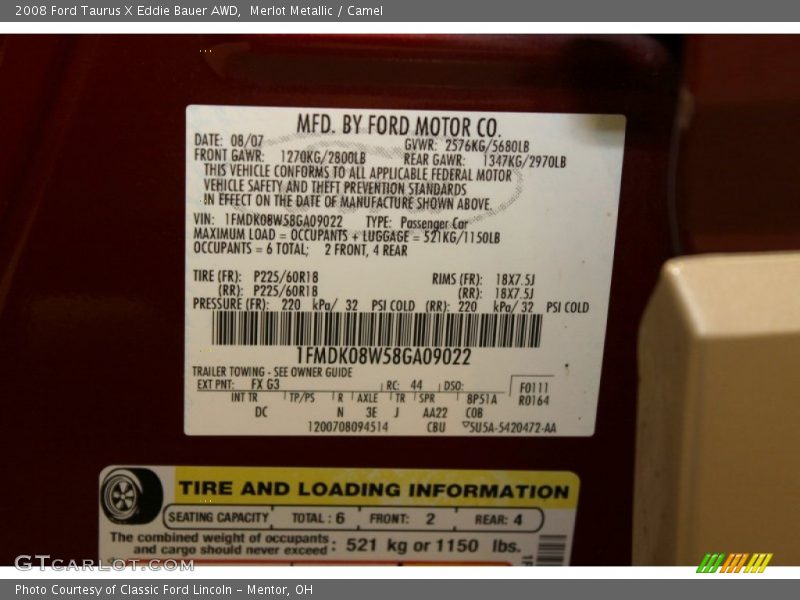 2008 Ford Taurus X Eddie Bauer AWD, Merlot Metallic / Camel
MFD. BY FORD MOTOR CO.
DATE: 08/07 GVWR: 2576KG/5680LB
FRONT GAWR: 1270KG/2800LB REAR GAWR: 1347KG/2970LB
THIS VEHICLE CONFORMS TO ALL APPLICABLE FEDERAL MOTOR
VEHICLE SAFETY AND THEFT PREVENTION STANDARDS
IN EFFECT ON THE DATE OF MANUFACTURE SHOWN ABOVE.
VIN: 1FMDK08W58GA09022 TYPE: Passenger Car
MAXIMUM LOAD = OCCUPANTS + LUGGAGE = 521KG/1150LB
OCCUPANTS = 6 TOTAL; 2 FRONT, 4 REAR
TIRE (FR): P225/60R18 RIMS (FR): 18X7.5J
(RR): P225/60R18 (RR): 18X7.5J
PRESSURE (FR): 220 kPa/ 32 PSI COLD (RR): 220 kPa/ 32 PSI COLD
1FMDK08W58GA09022
TRAILER TOWING - SEE OWNER GUIDE
EXT PNT: FX G3 RC: 44 DSO: F0111
INT TR TP/PS R AXLE TR SPR 8P51A R0164
DC N 3E J AA22 COB
1200708094514 CBU 5U5A-5420472-AA
TIRE AND LOADING INFORMATION
SEATING CAPACITY TOTAL : 6 FRONT: 2 REAR: 4
The combined weight of occupants
and cargo should never exceed : 521 kg or 1150 lbs.
GTCarLot.com
Photo Courtesy of Classic Ford Lincoln - Mentor, OH